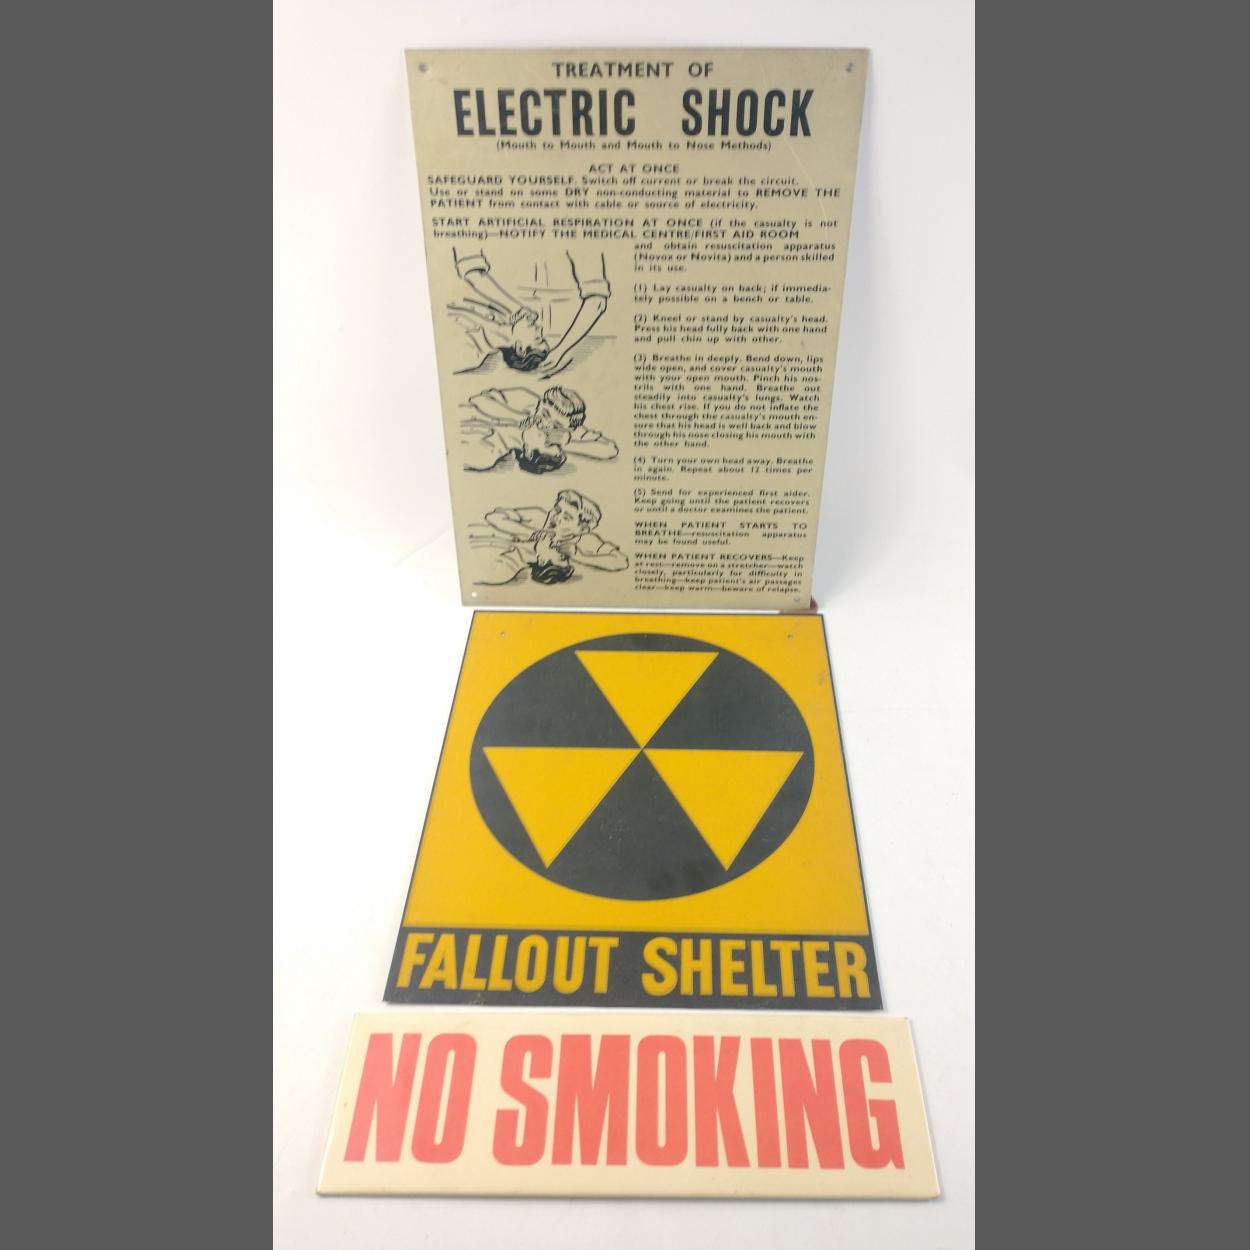 TREATMENT OF
ELECTRIC SHOCK
(Mouth to Mouth and Mouth to Nose Methods)
ACT AT ONCE
SAFEGUARD YOURSELF. Switch off current or break the circuit.
Use or stand on some DRY non-conducting material to REMOVE THE
PATIENT from contact with cable or source of electricity.
START ARTIFICIAL RESPIRATION AT ONCE (if the casualty is not
breathing)—NOTIFY THE MEDICAL CENTRE/FIRST AID ROOM
and obtain resuscitation apparatus
(Novox or Novita) and a person skilled
in its use.
(1) Lay casualty on back; if immedia-
tely possible on a bench or table.
(2) Kneel or stand by casualty's head.
Press his head fully back with one hand
and pull chin up with other.
(3) Breathe in deeply. Bend down, lips
wide open, and cover casualty's mouth
with your open mouth. Pinch his nos-
trils with one hand. Breathe out
steadily into casualty's lungs. Watch
his chest rise. If you do not inflate the
chest through the casualty's mouth en-
sure that his head is well back and blow
through his nose closing his mouth with
the other hand.
(4) Turn your own head away. Breathe
in again. Repeat about 12 times per
minute.
(5) Send for experienced first aider.
Keep going until the patient recovers
or until a doctor examines the patient.
WHEN PATIENT STARTS TO
BREATHE—resuscitation apparatus
may be found useful.
WHEN PATIENT RECOVERS—Keep
at rest—remove on a stretcher—watch
closely, particularly for difficulty in
breathing—keep patient's air passages
clear—keep warm—beware of relapse.
FALLOUT SHELTER
NO SMOKING